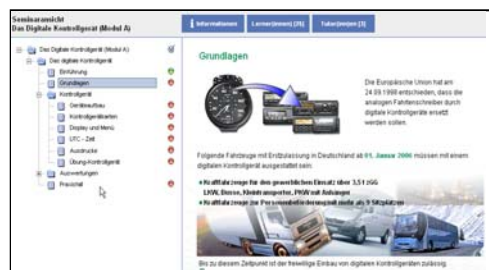 Seminaransicht
Das Digitale Kontrollgerät (Modul A)
Informationen
Lerner(innen) [25]
Tutor(inn)en [3]
Das Digitale Kontrollgerät (Modul A)
Das digitale Kontrollgerät
Einführung
Grundlagen
Kontrollgerät
Geräteaufbau
Kontrollgerätkarten
Display und Menü
UTC - Zeit
Ausdrucke
Übung-Kontrollgerät
Auswertungen
Praxisfall
Grundlagen
Die Europäische Union hat am
24.09.1998 entschieden, dass die
analogen Fahrtenschreiber durch
digitale Kontrollgeräte ersetzt
werden sollen.
Folgende Fahrzeuge mit Erstzulassung in Deutschland ab 01. Januar 2006 müssen mit einem
digitalen Kontrollgerät ausgestattet sein:
Kraftfahrzeuge für den gewerblichen Einsatz über 3,5 t zGG
LKW, Busse, Kleintransporter, PKW mit Anhänger
Kraftfahrzeuge zur Personenbeförderung mit mehr als 9 Sitzplätzen
Bis zu diesem Zeitpunkt ist der freiwillige Einbau von digitalen Kontrollgeräten zulässig.